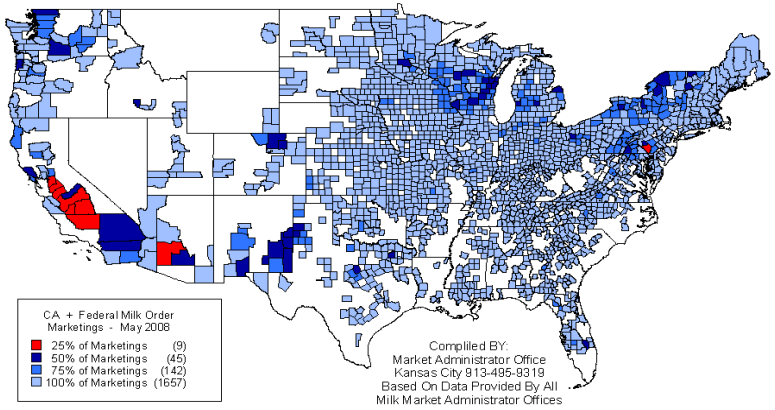 CA + Federal Milk Order
Marketings - May 2008
25% of Marketings (9)
50% of Marketings (45)
75% of Marketings (142)
100% of Marketings (1657)
Compliled BY:
Market Administrator Office
Kansas City 913-495-9319
Based On Data Provided By All
Milk Market Administrator Offices